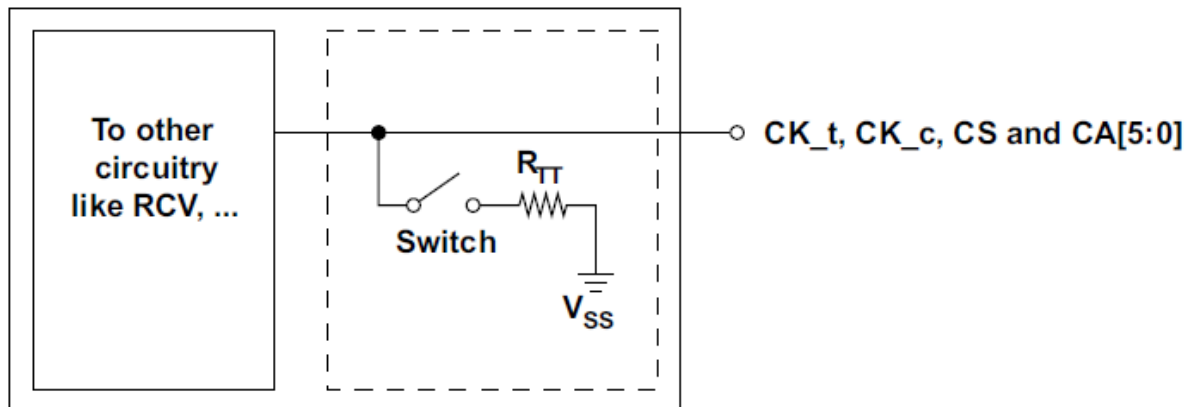 To other
circuitry
like RCV, ...
CK_t, CK_c, CS and CA[5:0]
RTT
Switch
VSS